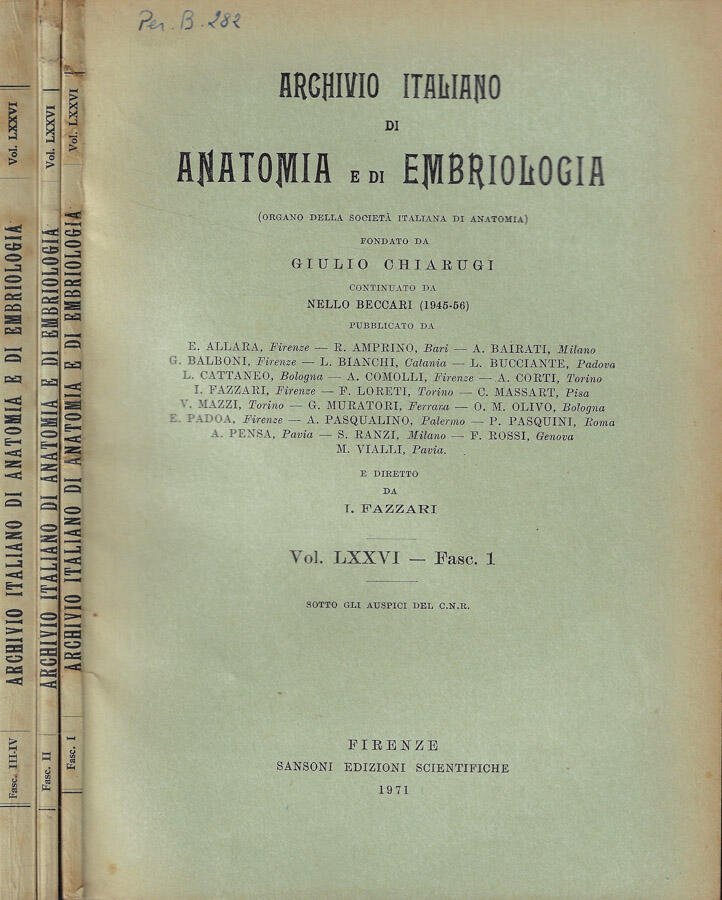 Per. B. 282
ARCHIVIO ITALIANO
DI
ANATOMIA E DI EMBRIOLOGIA
(ORGANO DELLA SOCIETÀ ITALIANA DI ANATOMIA)
FONDATO DA
GIULIO CHIARUGI
CONTINUATO DA
NELLO BECCARI (1945-56)
PUBBLICATO DA
E. ALLARA, Firenze — R. AMPRINO, Bari — A. BAIRATI, Milano
G. BALBONI, Firenze — L. BIANCHI, Catania — L. BUCCIANTE, Padova
L. CATTANEO, Bologna — A. COMOLLI, Firenze — A. CORTI, Torino
I. FAZZARI, Firenze — F. LORETI, Torino — C. MASSART, Pisa
V. MAZZI, Torino — G. MURATORI, Ferrara — O. M. OLIVO, Bologna
E. PADOA, Firenze — A. PASQUALINO, Palermo — P. PASQUINI, Roma
A. PENSA, Pavia — S. RANZI, Milano — F. ROSSI, Genova
M. VIALLI, Pavia.
E DIRETTO
DA
I. FAZZARI
Vol. LXXVI — Fasc. 1
SOTTO GLI AUSPICI DEL C.N.R.
FIRENZE
SANSONI EDIZIONI SCIENTIFICHE
1971
Fasc. III-IV ARCHIVIO ITALIANO DI ANATOMIA E DI EMBRIOLOGIA Vol. LXXVI
Fasc. II ARCHIVIO ITALIANO DI ANATOMIA E DI EMBRIOLOGIA Vol. LXXVI
Fasc. I ARCHIVIO ITALIANO DI ANATOMIA E DI EMBRIOLOGIA Vol. LXXVI